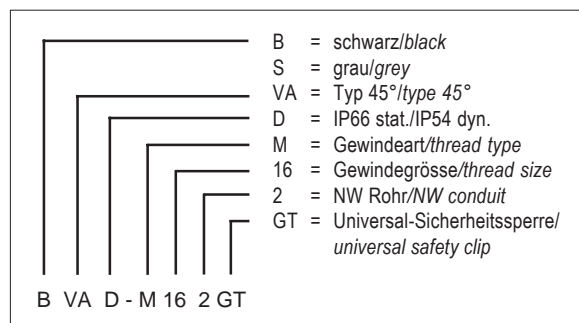 B = schwarz/black
S = grau/grey
VA = Typ 45°/type 45°
D = IP66 stat./IP54 dyn.
M = Gewindeart/thread type
16 = Gewindegrösse/thread size
2 = NW Rohr/NW conduit
GT = Universal-Sicherheitssperre/
universal safety clip
B VA D - M 16 2 GT